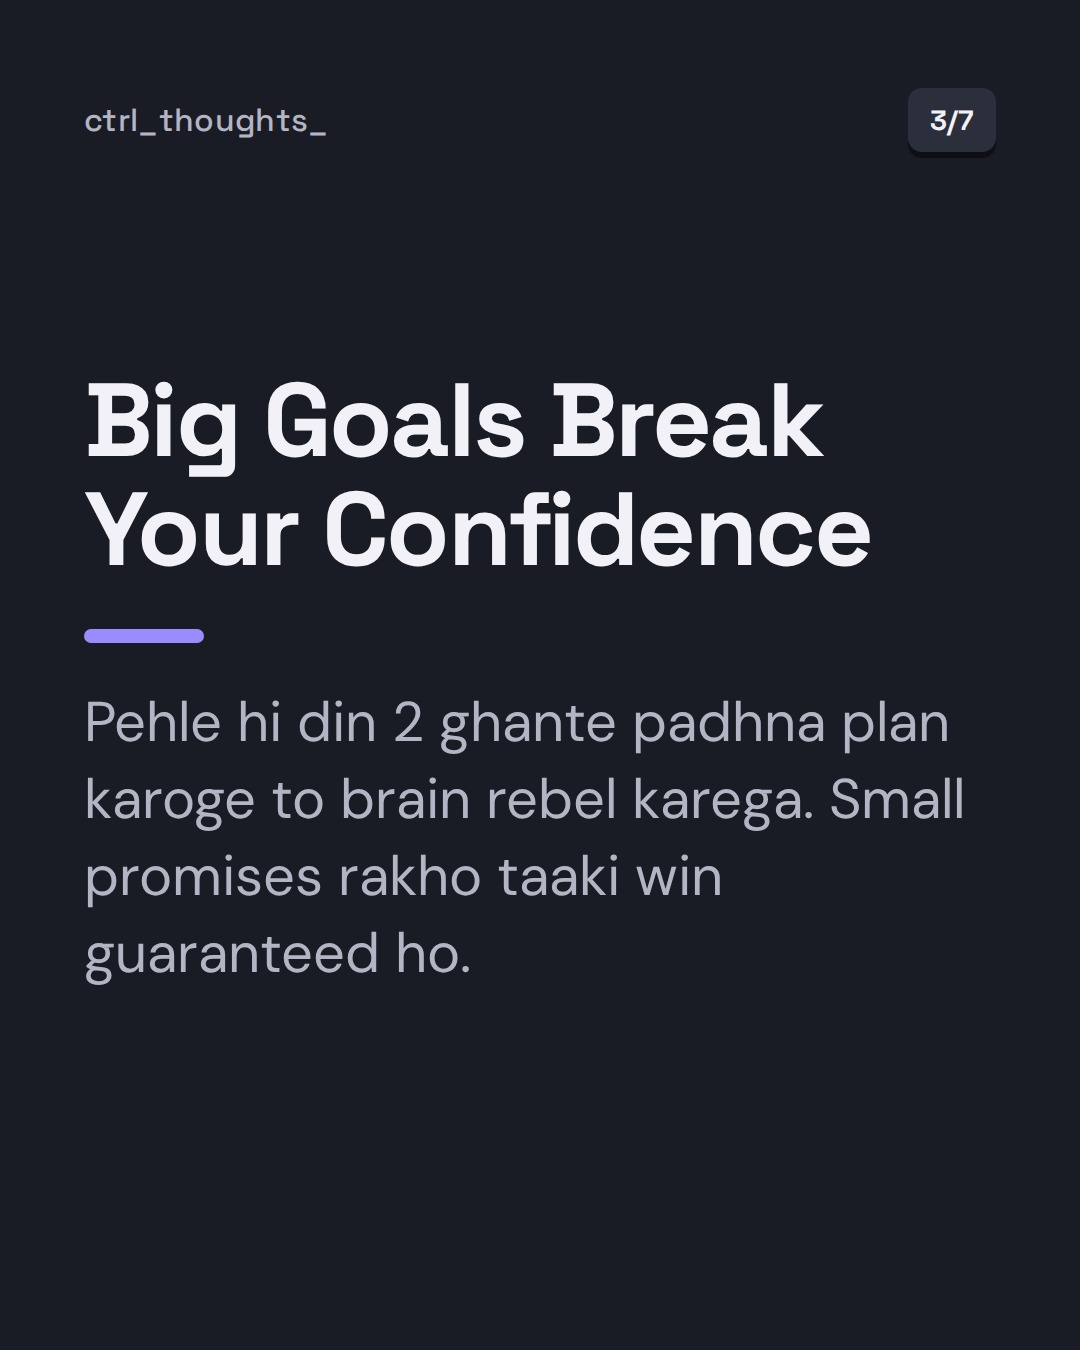 ctrl_thoughts_
3/7
Big Goals Break
Your Confidence
Pehle hi din 2 ghante padhna plan
karoge to brain rebel karega. Small
promises rakho taaki win
guaranteed ho.